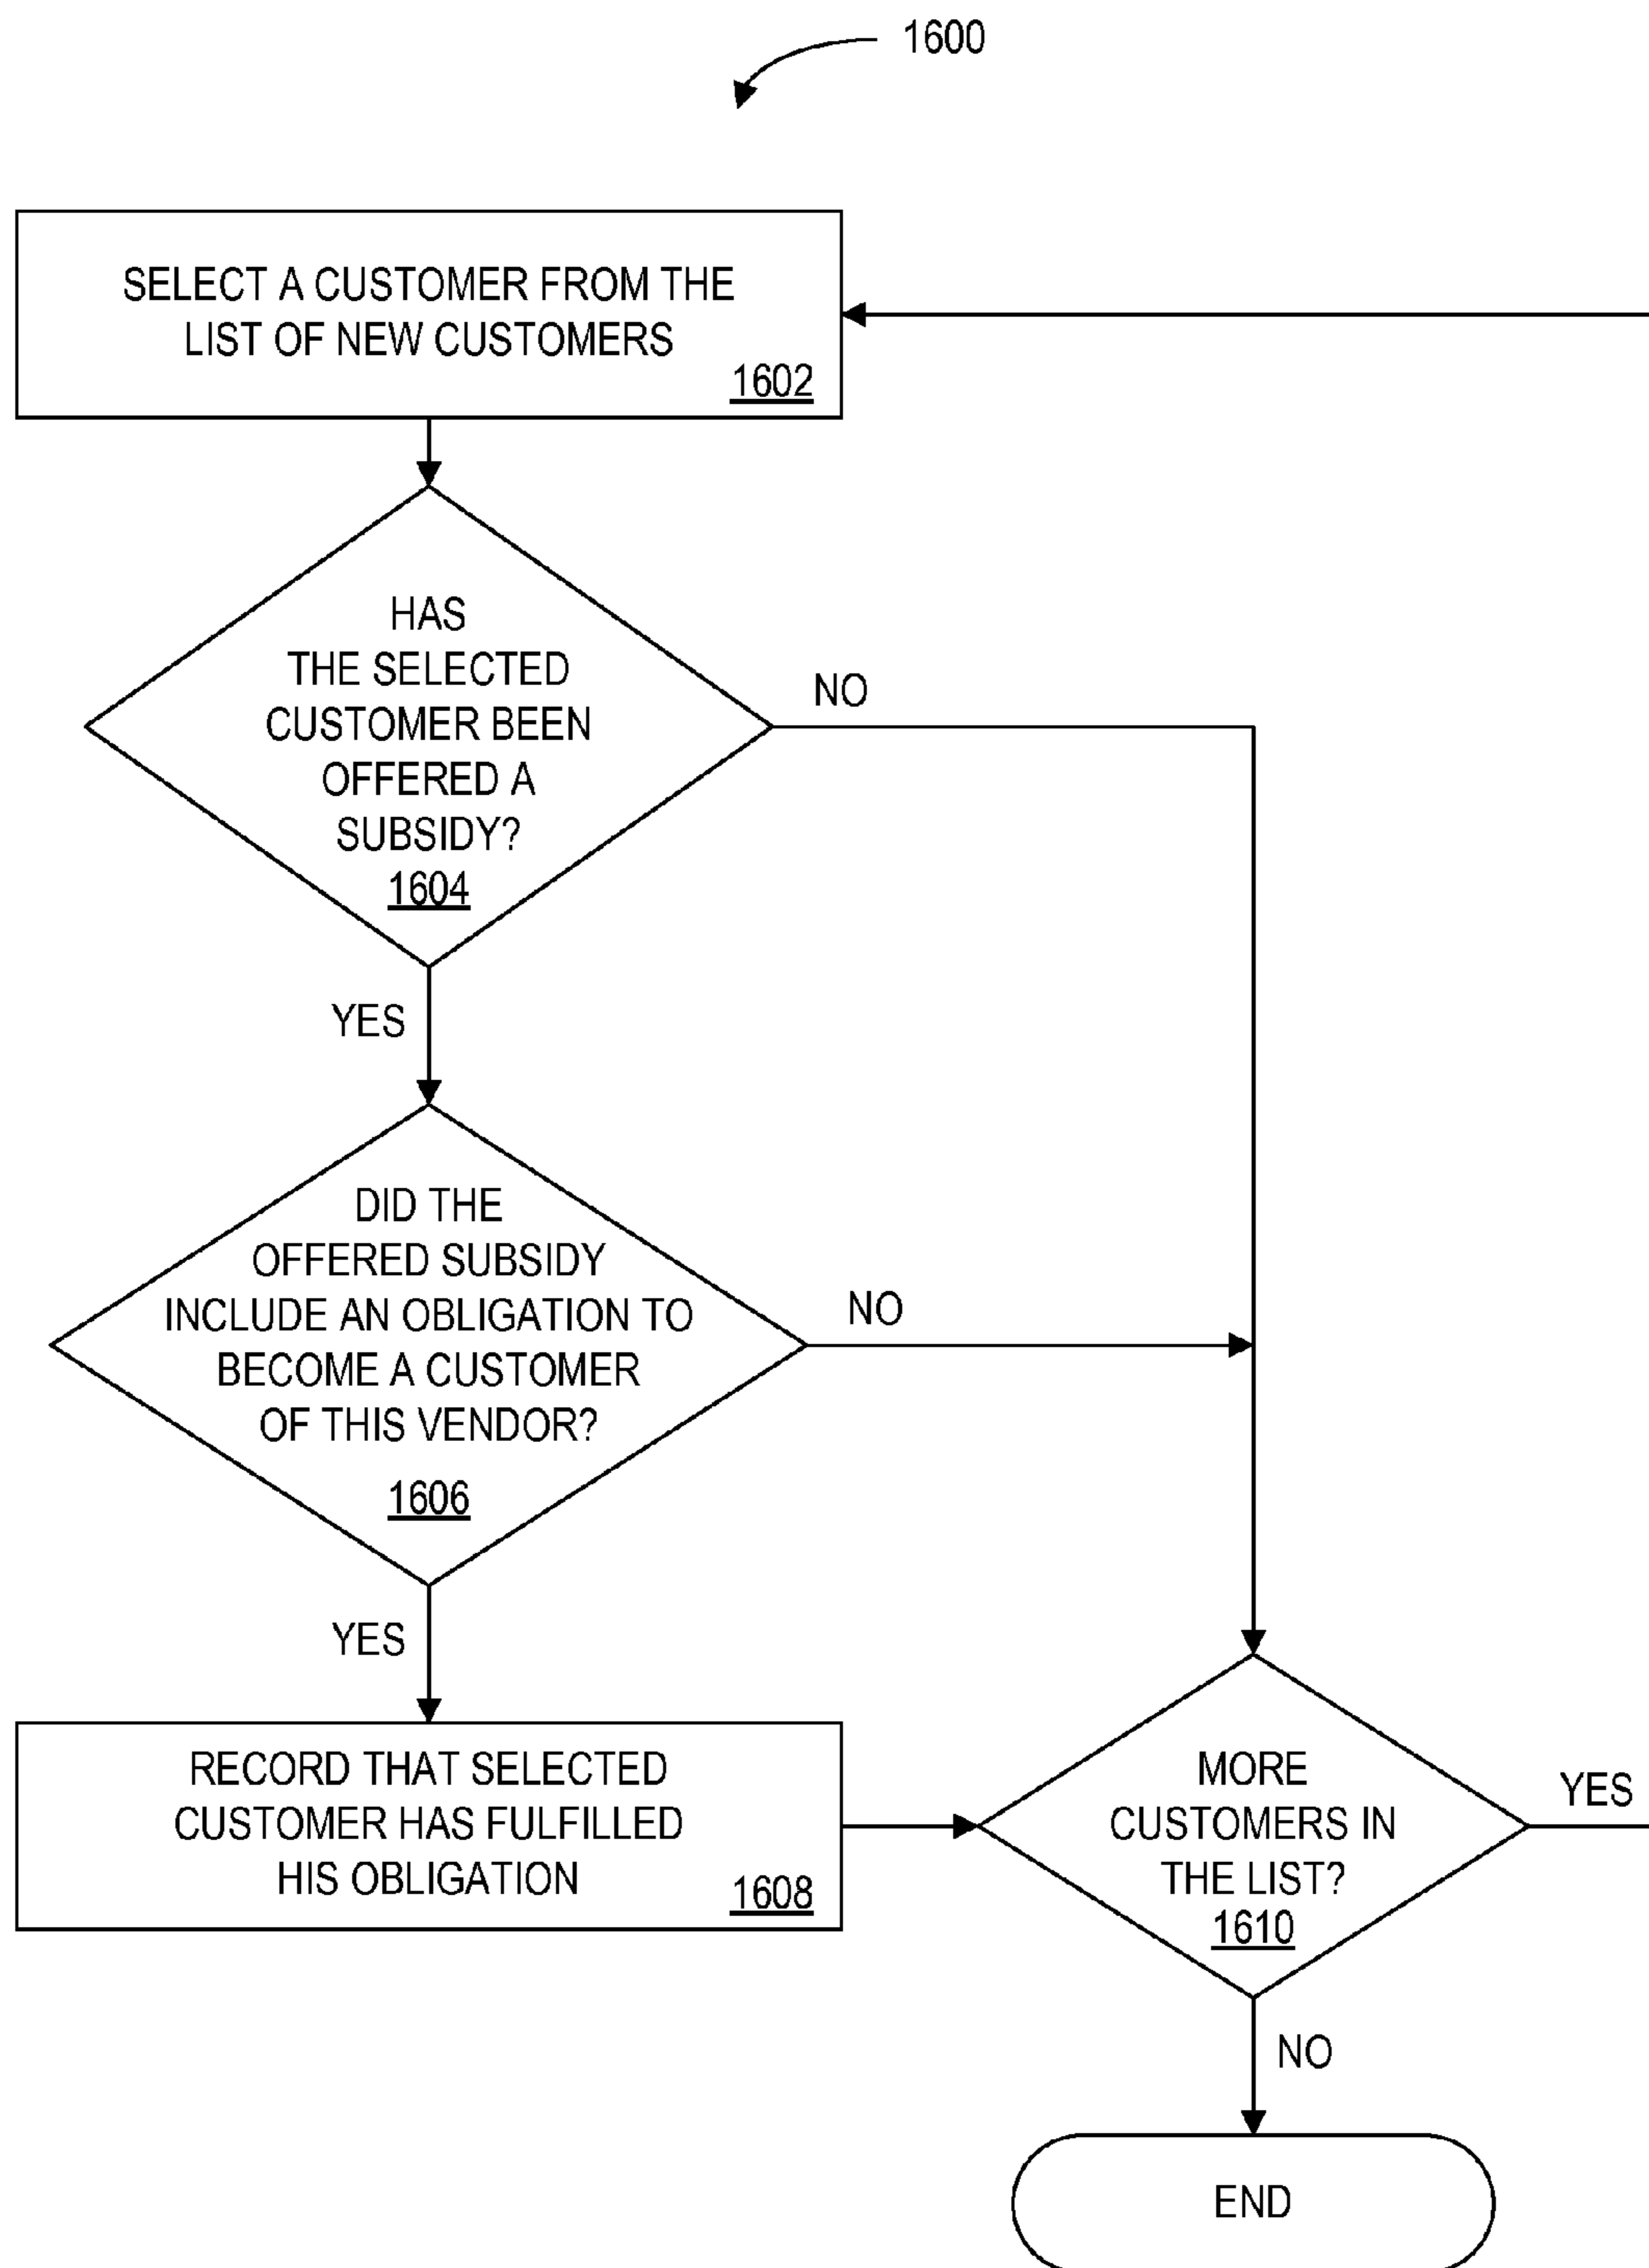 1600
SELECT A CUSTOMER FROM THE
LIST OF NEW CUSTOMERS
1602
HAS
THE SELECTED
CUSTOMER BEEN
OFFERED A
SUBSIDY?
1604
NO
YES
DID THE
OFFERED SUBSIDY
INCLUDE AN OBLIGATION TO
BECOME A CUSTOMER
OF THIS VENDOR?
1606
NO
YES
RECORD THAT SELECTED
CUSTOMER HAS FULFILLED
HIS OBLIGATION
1608
MORE
CUSTOMERS IN
THE LIST?
1610
YES
NO
END